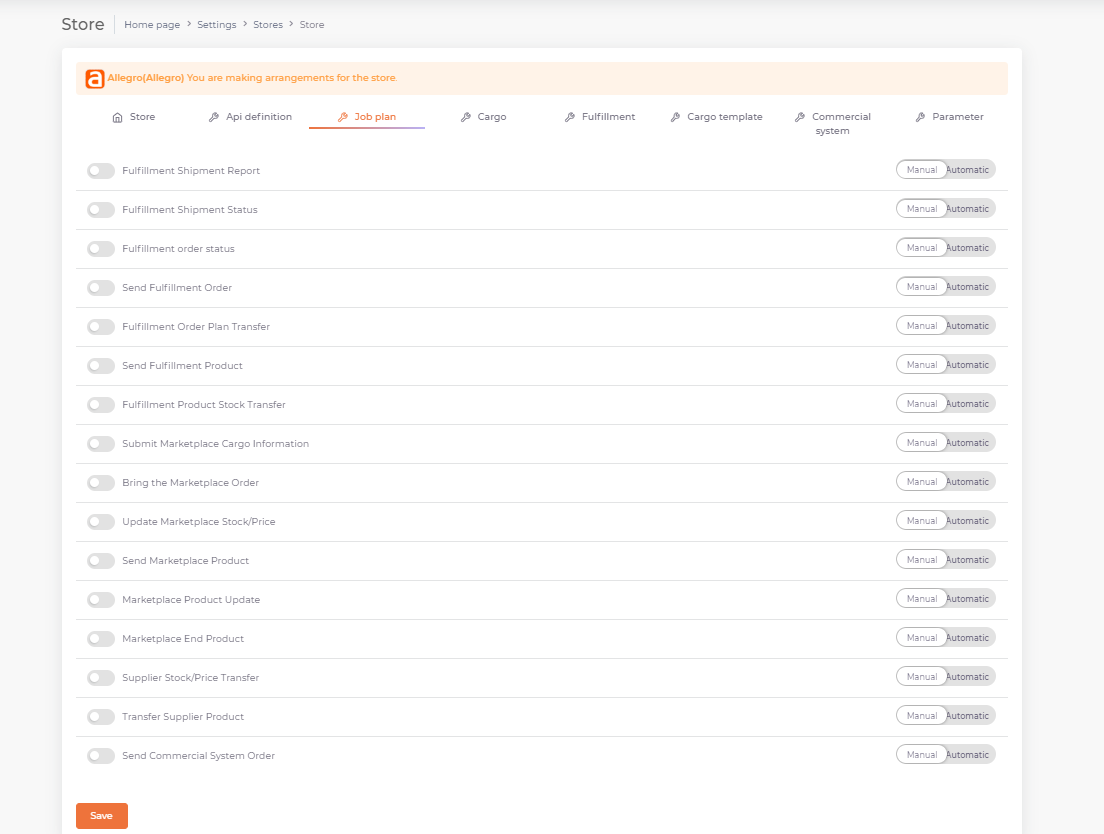 Store Home page > Settings > Stores > Store
a Allegro(Allegro) You are making arrangements for the store.
Store Api definition Job plan Cargo Fulfillment Cargo template Commercial system Parameter
Fulfillment Shipment Report Manual Automatic
Fulfillment Shipment Status Manual Automatic
Fulfillment order status Manual Automatic
Send Fulfillment Order Manual Automatic
Fulfillment Order Plan Transfer Manual Automatic
Send Fulfillment Product Manual Automatic
Fulfillment Product Stock Transfer Manual Automatic
Submit Marketplace Cargo Information Manual Automatic
Bring the Marketplace Order Manual Automatic
Update Marketplace Stock/Price Manual Automatic
Send Marketplace Product Manual Automatic
Marketplace Product Update Manual Automatic
Marketplace End Product Manual Automatic
Supplier Stock/Price Transfer Manual Automatic
Transfer Supplier Product Manual Automatic
Send Commercial System Order Manual Automatic
Save